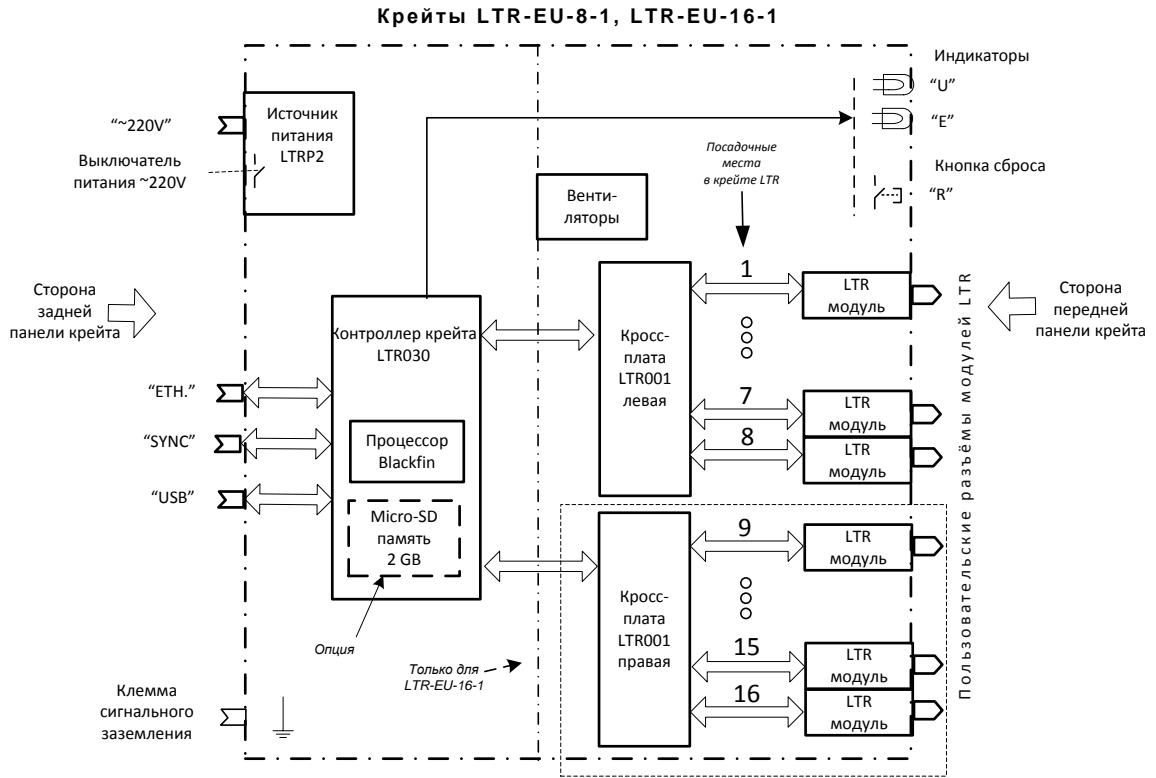 Крейты LTR-EU-8-1, LTR-EU-16-1
Индикаторы
“U”
“E”
Кнопка сброса
“R”
“~220V”
Выключатель
питания ~220V
Источник
питания
LTRP2
Посадочные
места
в крейте LTR
Венти-
ляторы
Сторона
задней
панели крейта
Контроллер крейта
LTR030
Процессор
Blackfin
Micro-SD
память
2 GB
Опция
“ETH.”
“SYNC”
“USB”
Клемма
сигнального
заземления
Только для
LTR-EU-16-1
Кросс-
плата
LTR001
левая
1
LTR
модуль
7
LTR
модуль
8
LTR
модуль
Кросс-
плата
LTR001
правая
9
LTR
модуль
15
LTR
модуль
16
LTR
модуль
Пользовательские разъёмы модулей LTR
Сторона
передней
панели крейта